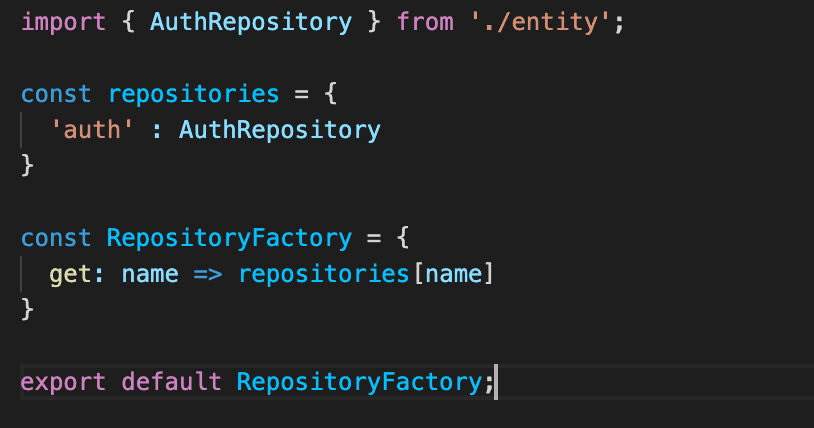 import { AuthRepository } from './entity';
const repositories = {
'auth' : AuthRepository
}
const RepositoryFactory = {
get: name => repositories[name]
}
export default RepositoryFactory;